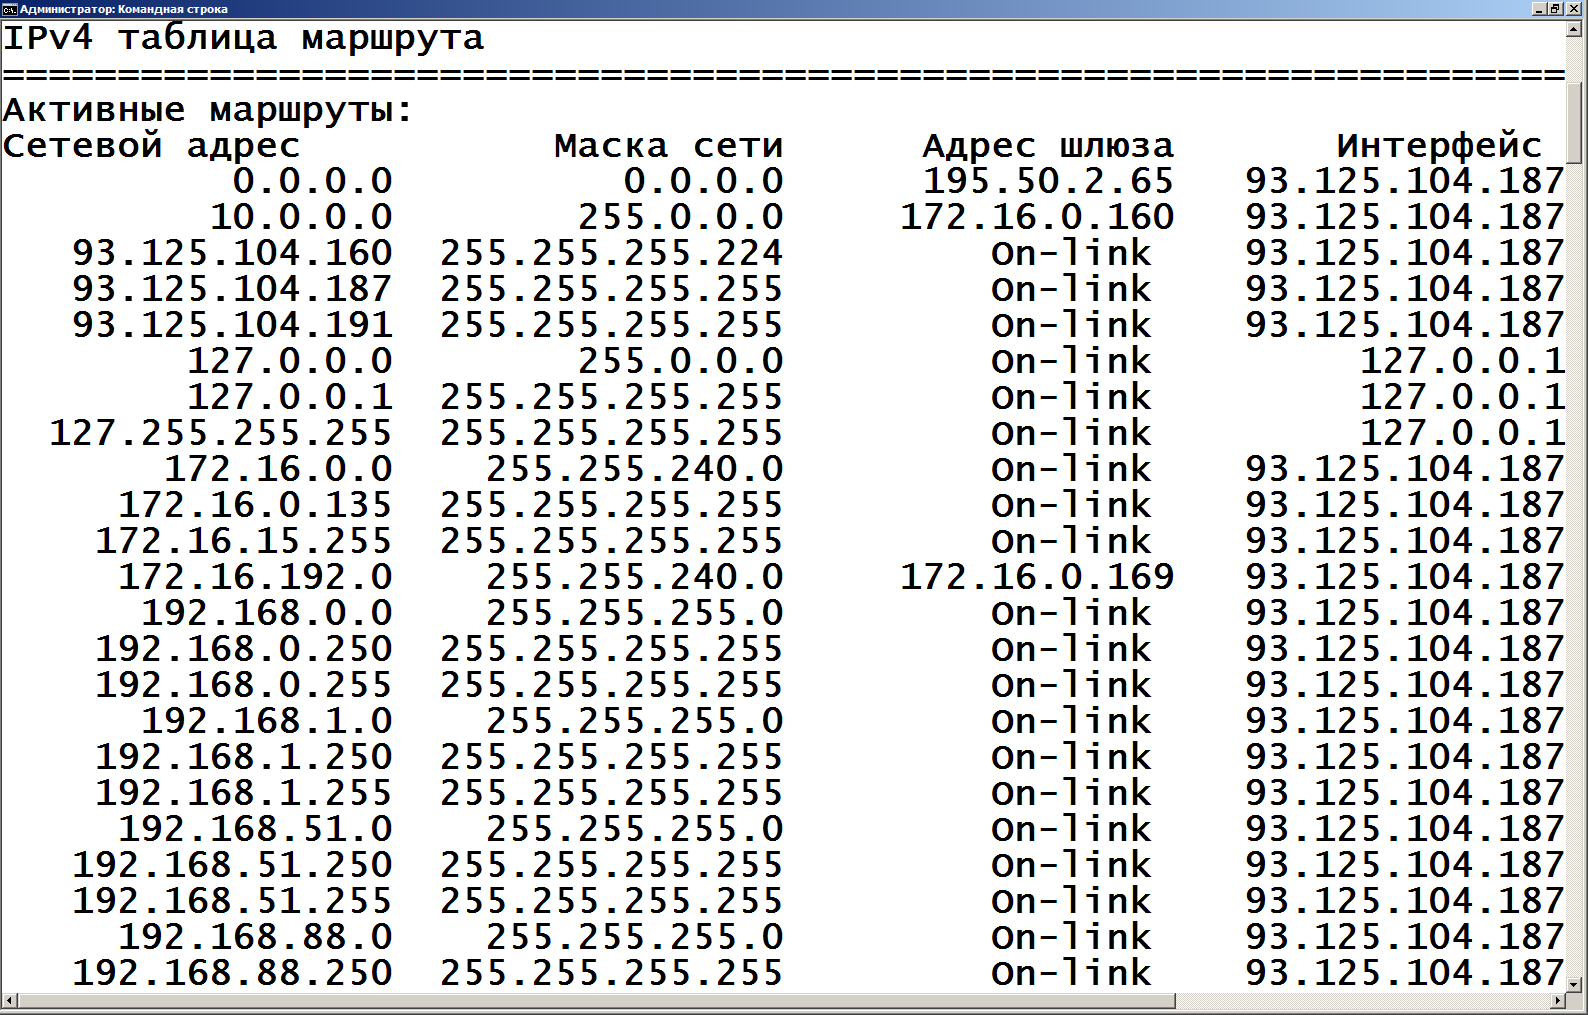 Администратор: Командная строка
IPv4 таблица маршрута
====================================================================
Активные маршруты:
Сетевой адрес Маска сети Адрес шлюза Интерфейс
0.0.0.0 0.0.0.0 195.50.2.65 93.125.104.187
10.0.0.0 255.0.0.0 172.16.0.160 93.125.104.187
93.125.104.160 255.255.255.224 On-link 93.125.104.187
93.125.104.187 255.255.255.255 On-link 93.125.104.187
93.125.104.191 255.255.255.255 On-link 93.125.104.187
127.0.0.0 255.0.0.0 On-link 127.0.0.1
127.0.0.1 255.255.255.255 On-link 127.0.0.1
127.255.255.255 255.255.255.255 On-link 127.0.0.1
172.16.0.0 255.255.240.0 On-link 93.125.104.187
172.16.0.135 255.255.255.255 On-link 93.125.104.187
172.16.15.255 255.255.255.255 On-link 93.125.104.187
172.16.192.0 255.255.240.0 172.16.0.169 93.125.104.187
192.168.0.0 255.255.255.0 On-link 93.125.104.187
192.168.0.250 255.255.255.255 On-link 93.125.104.187
192.168.0.255 255.255.255.255 On-link 93.125.104.187
192.168.1.0 255.255.255.0 On-link 93.125.104.187
192.168.1.250 255.255.255.255 On-link 93.125.104.187
192.168.1.255 255.255.255.255 On-link 93.125.104.187
192.168.51.0 255.255.255.0 On-link 93.125.104.187
192.168.51.250 255.255.255.255 On-link 93.125.104.187
192.168.51.255 255.255.255.255 On-link 93.125.104.187
192.168.88.0 255.255.255.0 On-link 93.125.104.187
192.168.88.250 255.255.255.255 On-link 93.125.104.187